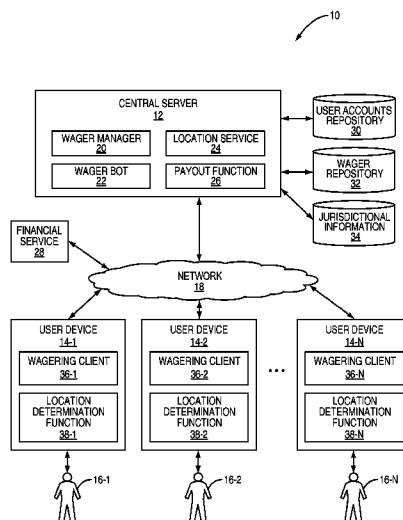 10
CENTRAL SERVER
12
WAGER MANAGER
20
LOCATION SERVICE
24
WAGER BOT
22
PAYOUT FUNCTION
26
USER ACCOUNTS
REPOSITORY
30
WAGER
REPOSITORY
32
JURISDICTIONAL
INFORMATION
34
FINANCIAL
SERVICE
28
NETWORK
18
USER DEVICE
14-1
WAGERING CLIENT
36-1
LOCATION
DETERMINATION
FUNCTION
38-1
USER DEVICE
14-2
WAGERING CLIENT
36-2
LOCATION
DETERMINATION
FUNCTION
38-2
...
USER DEVICE
14-N
WAGERING CLIENT
36-N
LOCATION
DETERMINATION
FUNCTION
38-N
16-1
16-2
16-N